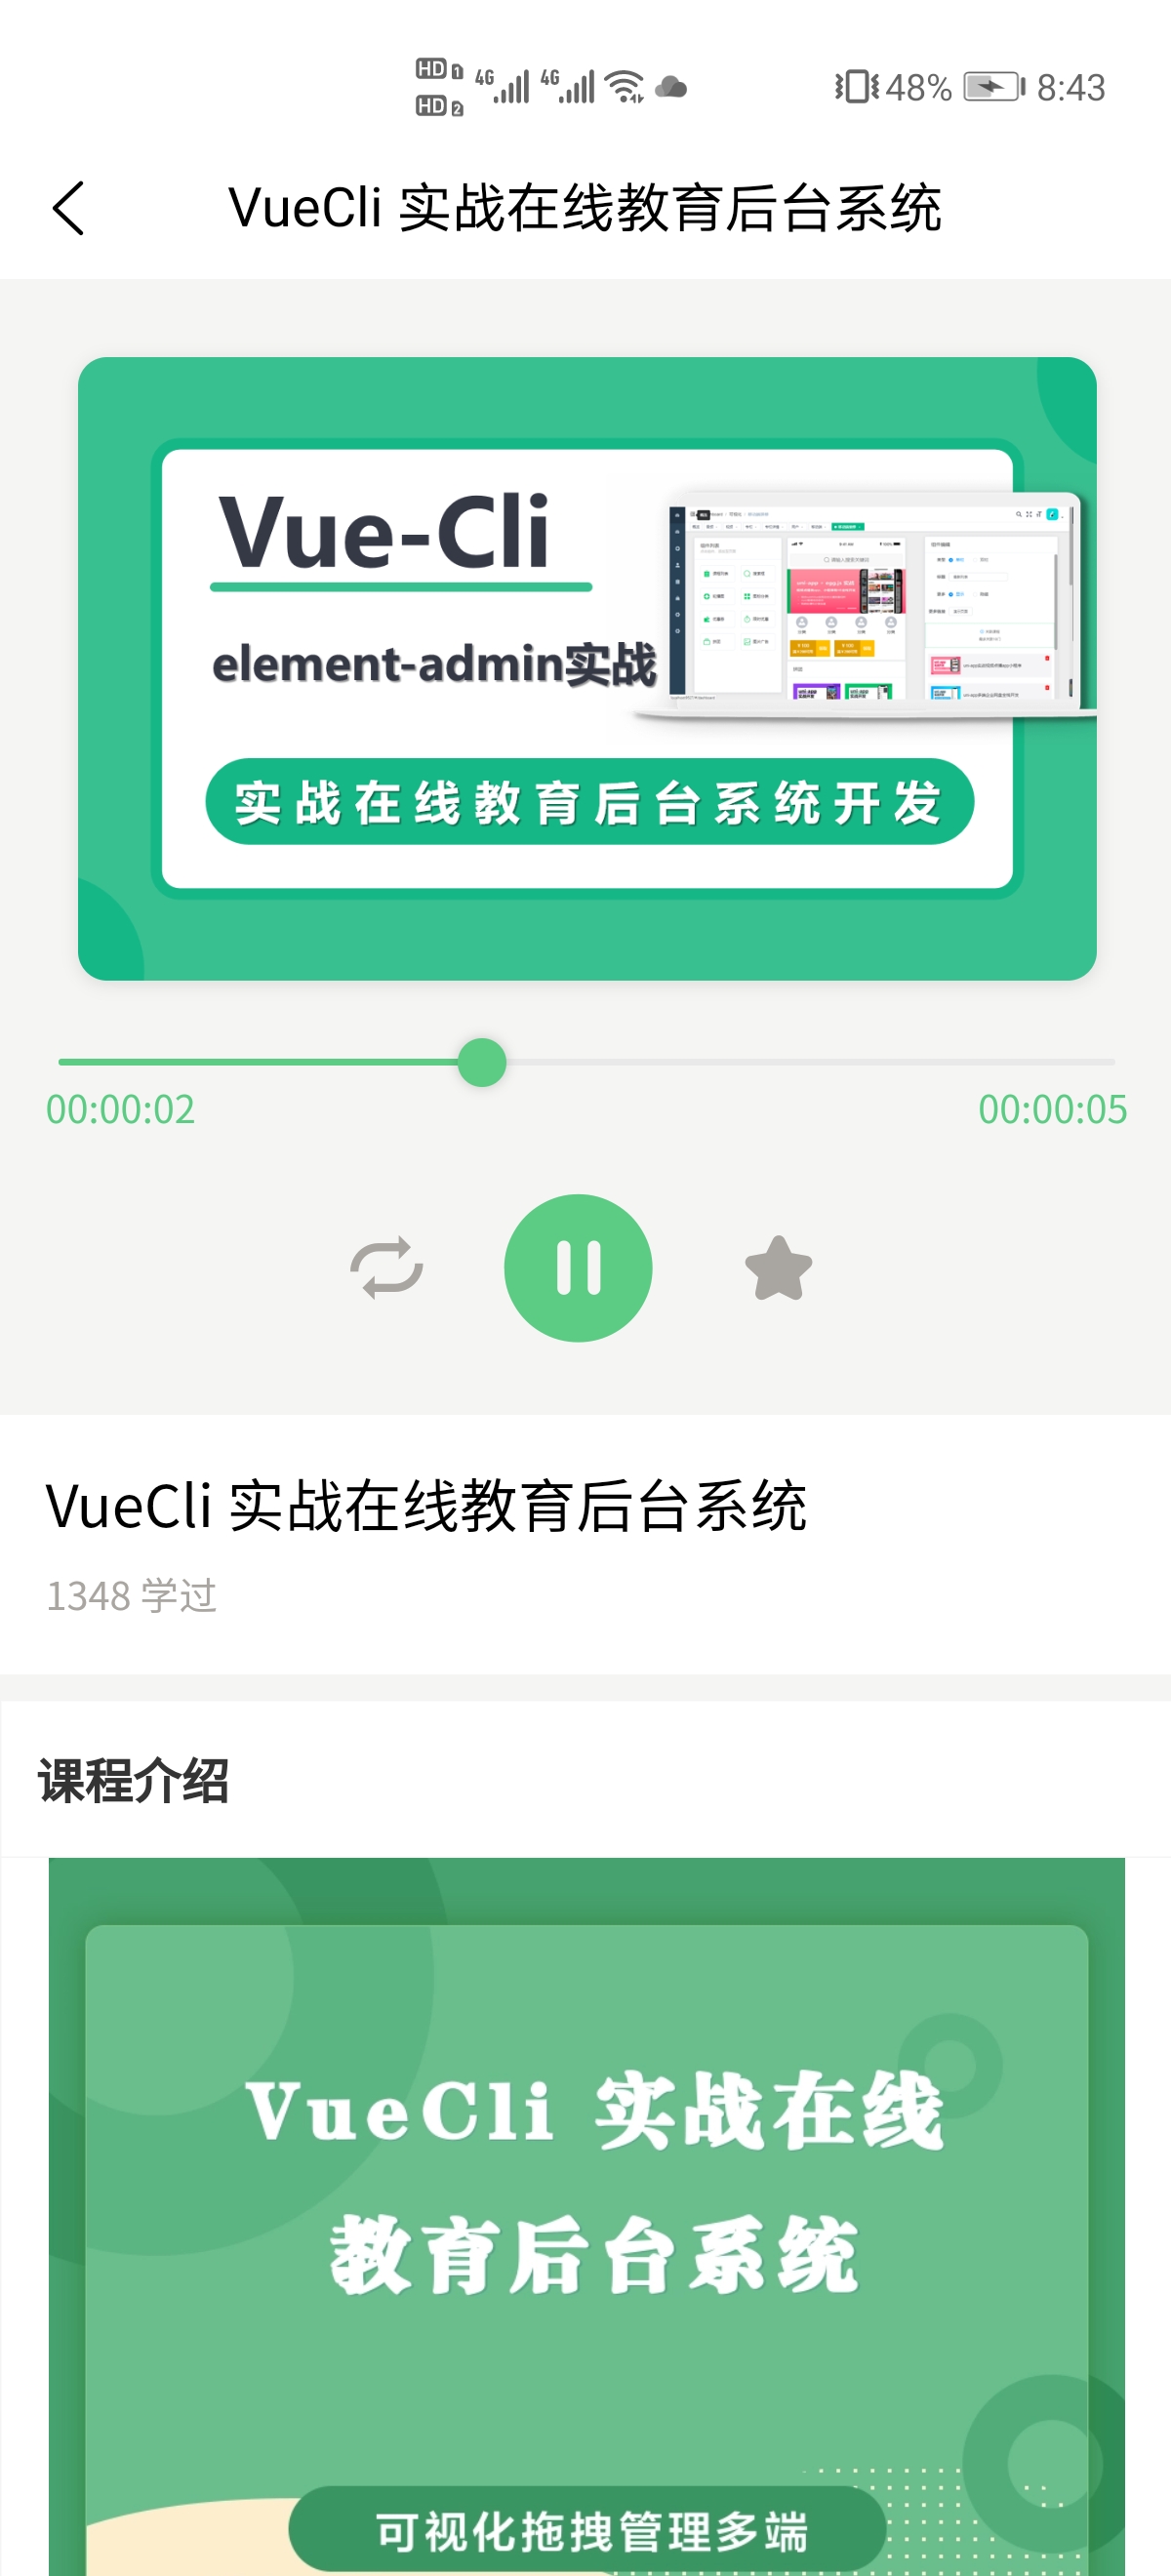 HD 1
HD 2
4G
4G
48%
8:43
VueCli 实战在线教育后台系统
Vue-Cli
element-admin实战
实战在线教育后台系统开发
00:00:02
00:00:05
VueCli 实战在线教育后台系统
1348 学过
课程介绍
VueCli 实战在线
教育后台系统
可视化拖拽管理多端